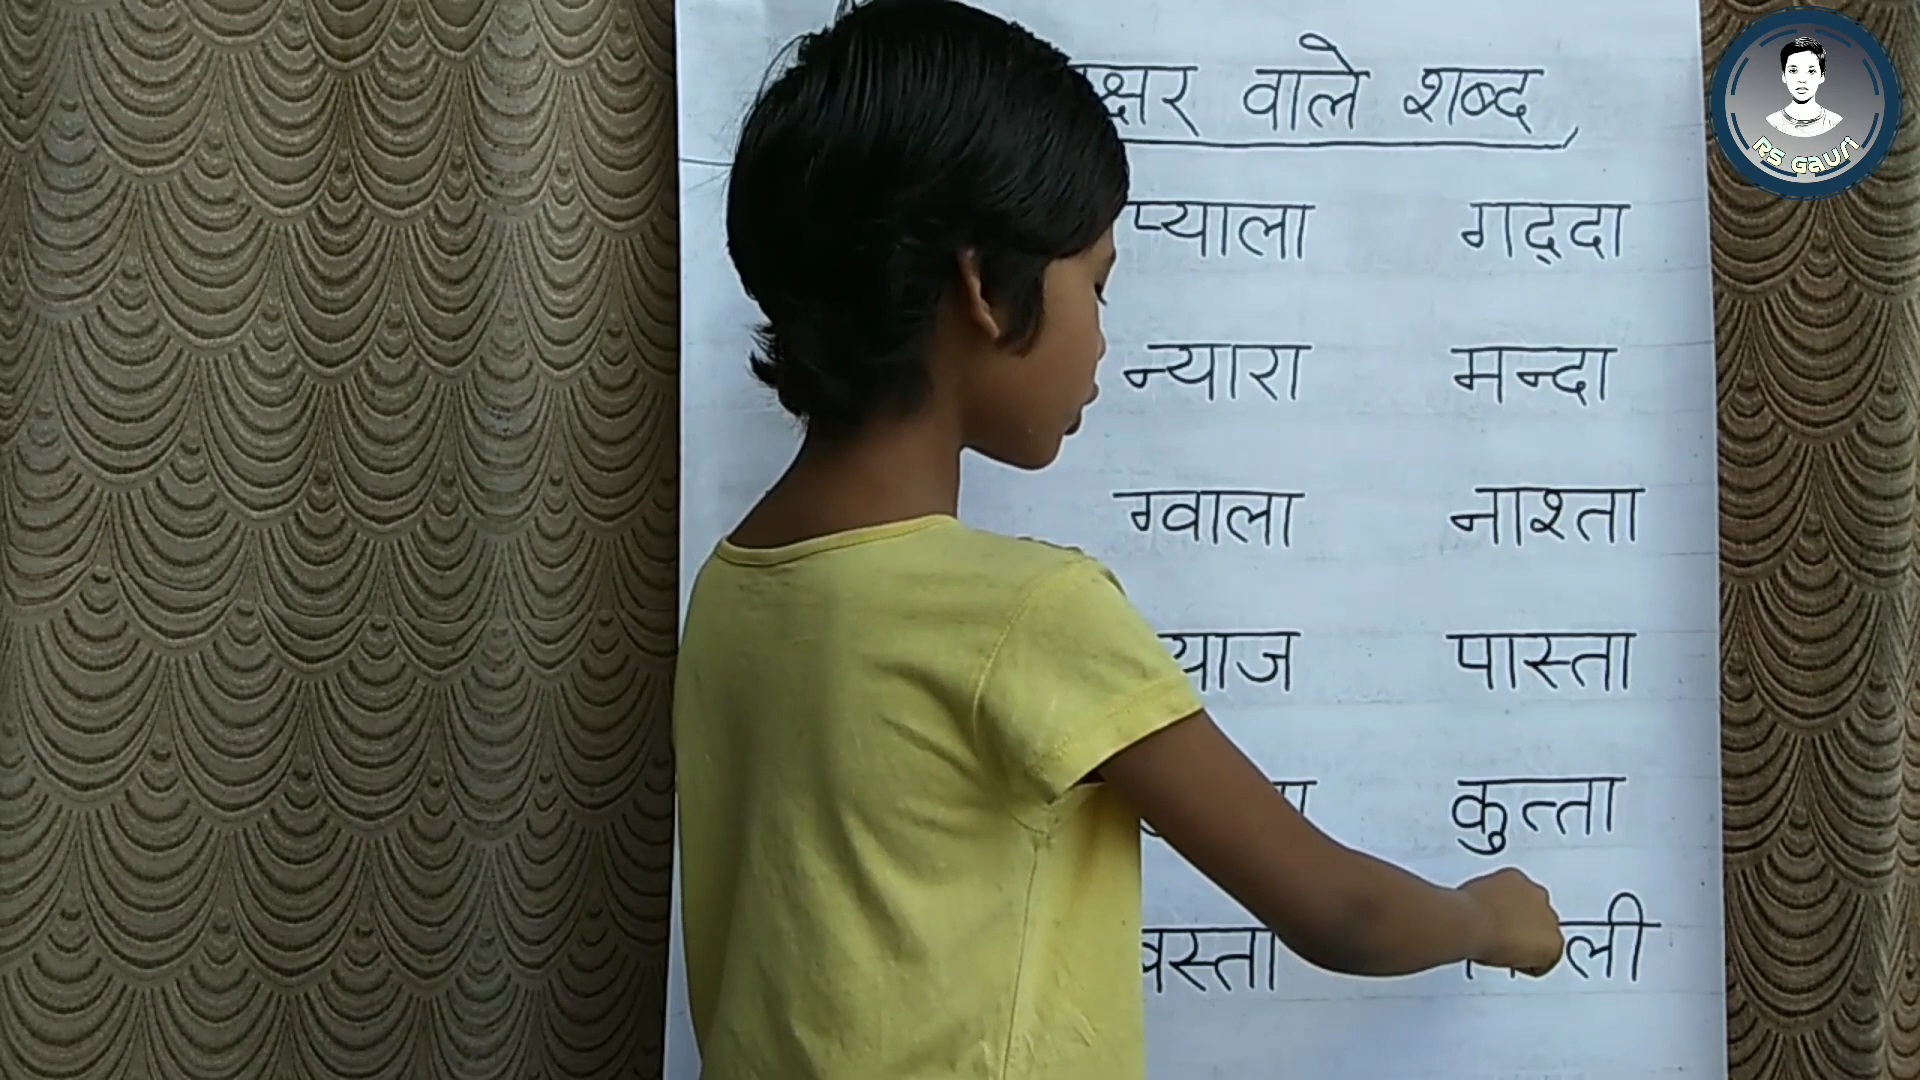 वाले शब्द
प्याला गद्दा
न्यारा मन्दा
ग्वाला नाश्ता
पास्ता
कुत्ता
RS Gauri